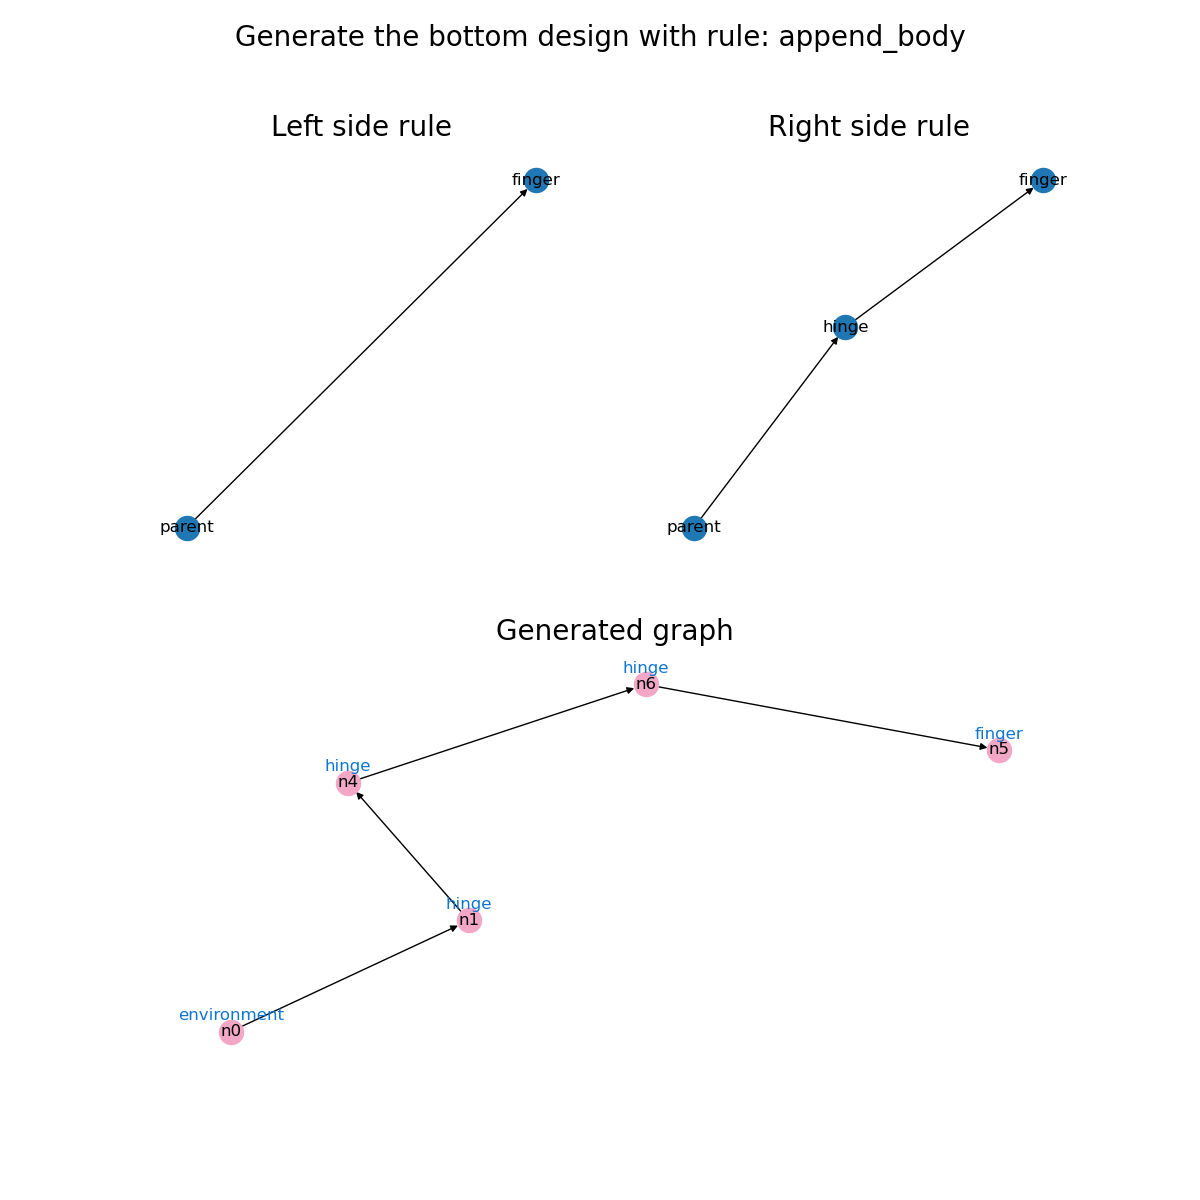 Generate the bottom design with rule: append_body
Left side rule
Right side rule
finger
finger
hinge
parent
parent
Generated graph
hinge
n6
finger
n5
hinge
n4
hinge
n1
environment
n0